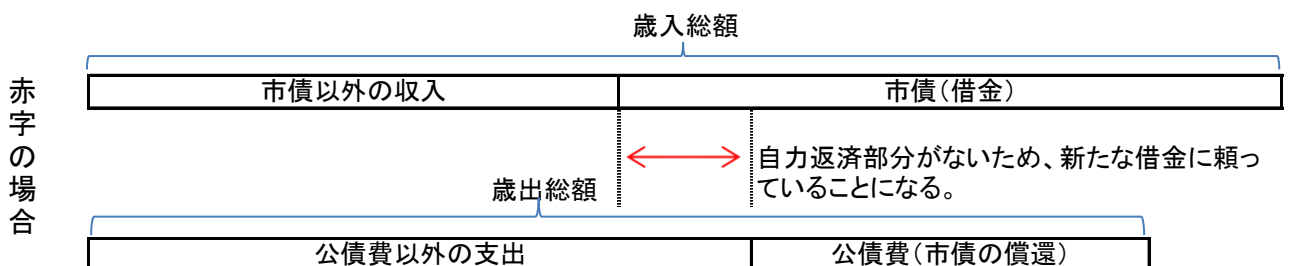 歳入総額
赤字の場合
市債以外の収入
市債（借金）
自力返済部分がないため、新たな借金に頼っ
ていることになる。
歳出総額
公債費以外の支出
公債費（市債の償還）